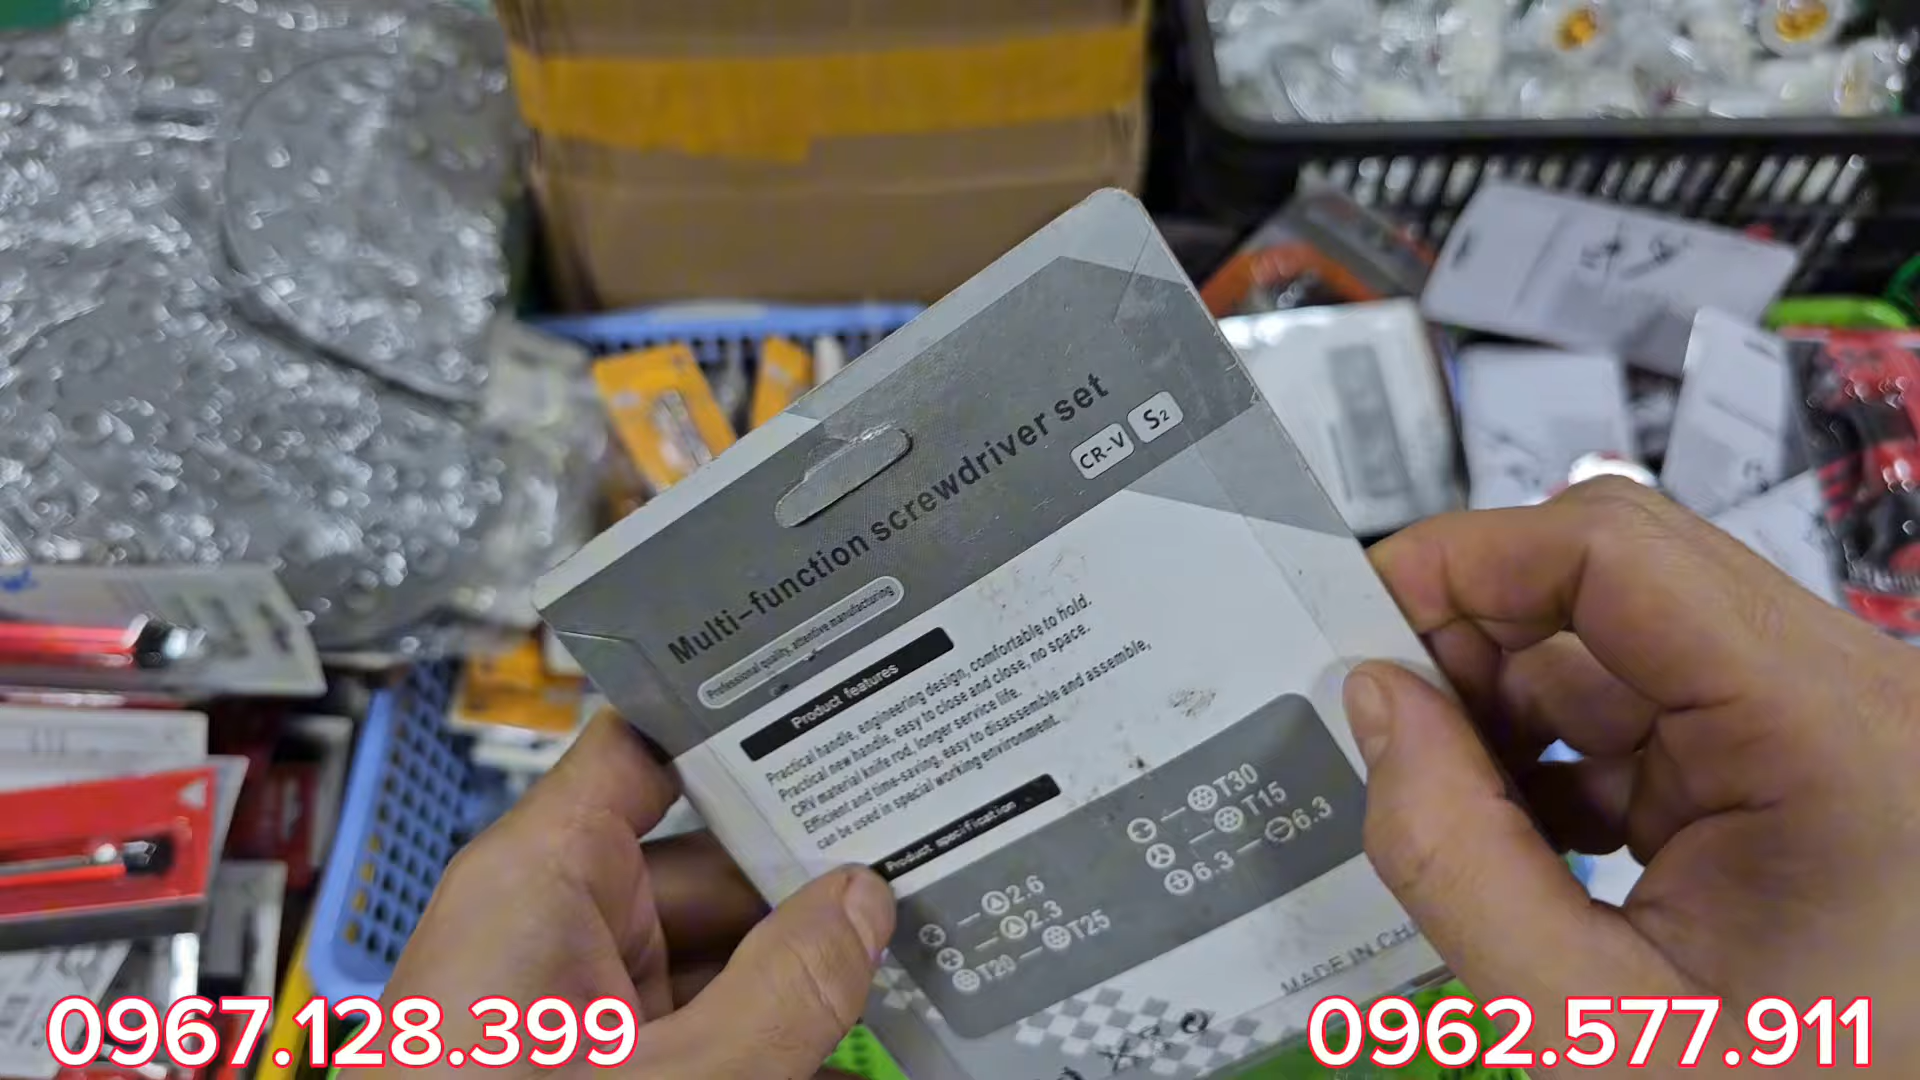 Multi-function screwdriver set
CR-V S2
Professional quality, attentive manufacturing
Product features
Practical handle, engineering design, comfortable to hold.
Practical new handle, easy to close and close, no space.
CRV material knife rod, longer service life.
Efficient and time-saving, easy to disassemble and assemble,
can be used in special working environment.
Product specification
2.6
2.3
T20 — T25
T30
T15
6.3 — 6.3
MADE IN CH
0967.128.399
0962.577.911